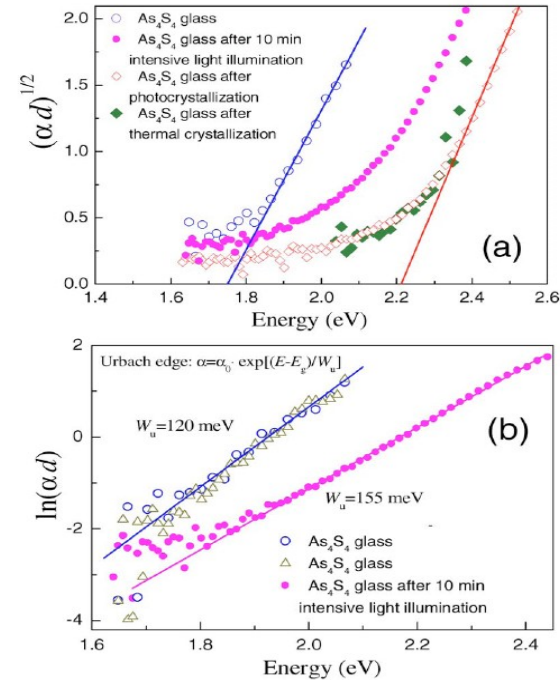 2.0
1.5
1.0
0.5
0.0
(αd)^1/2
As4S4 glass
As4S4 glass after 10 min
intensive light illumination
As4S4 glass after
photocrystallization
As4S4 glass after
thermal crystallization
(a)
1.4 1.6 1.8 2.0 2.2 2.4 2.6
Energy (eV)
2
0
-2
-4
ln(αd)
Urbach edge: α=α0· exp[(E-Eg)/Wu]
Wu=120 meV
(b)
Wu=155 meV
As4S4 glass
As4S4 glass
As4S4 glass after 10 min
intensive light illumination
1.6 1.8 2.0 2.2 2.4
Energy (eV)